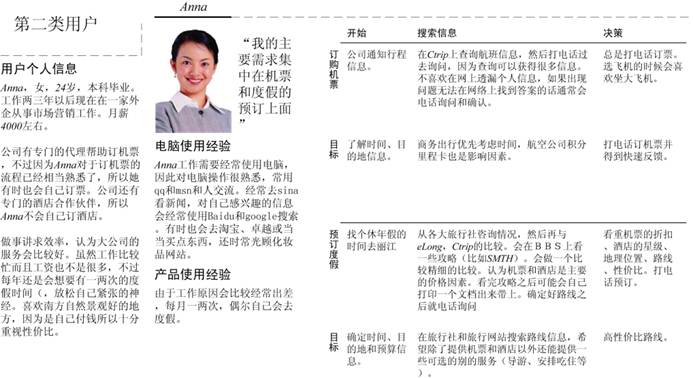 Anna
第二类用户
用户个人信息
Anna，女，24岁，本科毕业。
工作两三年以后现在在一家外
企从事市场营销工作。月薪
4000左右。
公司有专门的代理帮助订机票
，不过因为Anna对于订机票的
流程已经相当熟悉了，所以她
有时也会自己订票。公司还有
专门的酒店合作伙伴，所以
Anna不会自己订酒店。
做事讲求效率，认为大公司的
服务会比较好。虽然工作比较
忙而且工资也不是很多，不过
每年还是会想要有一两次的度
假时间（，放松自己紧张的神
经。喜欢南方自然景观好的地
方，因为是自己付钱所以十分
重视性价比。
“我的主
要需求集
中在机票
和度假的
预订上面
”
电脑使用经验
Anna工作需要经常使用电脑，
因此对电脑操作很熟悉，常用
qq和msn和人交流。经常去sina
看新闻，对自己感兴趣的信息
会经常使用Baidu和google搜索
。有时也会去淘宝、卓越或当
当买点东西，还时常光顾化妆
品网站。
产品使用经验
由于工作原因会比较经常出差
，每月一两次，偶尔自己会去
度假。
开始
搜索信息
决策
订购机票
公司通知行程
信息。
在Ctrip上查询航班信息，然后打电话过
去询问，因为查询可以获得很多信息。
不喜欢在网上透漏个人信息，如果出现
问题无法在网络上找到答案的话通常会
电话询问和确认。
总是打电话订票。
选飞机的时候会喜
欢坐大飞机。
目标
了解时间、目
的地信息。
商务出行优先考虑时间，航空公司积分
里程卡也是影响因素。
打电话订机票并
得到快速反馈。
预订度假
找个休年假的
时间去丽江
从各大旅行社咨询情况，然后再与
eLong，Ctrip的比较。会在ＢＢＳ上看
一些攻略（比如SMTH）。会做一个比
较精细的比较。认为机票和酒店是主要
的价格因素。看完攻略之后可能会自己
打印一个文档出来带上。确定好路线之
后就电话询问
看重机票的折扣
、酒店的星级、
地理位置、路线
、性价比。打电
话预订。
目标
确定时间、目
的地和预算信
息。
在旅行社和旅行网站搜索路线信息，希
望除了提供机票和酒店以外还能提供一
些可选的别的服务（导游、安排吃住等
）。
高性价比路线。